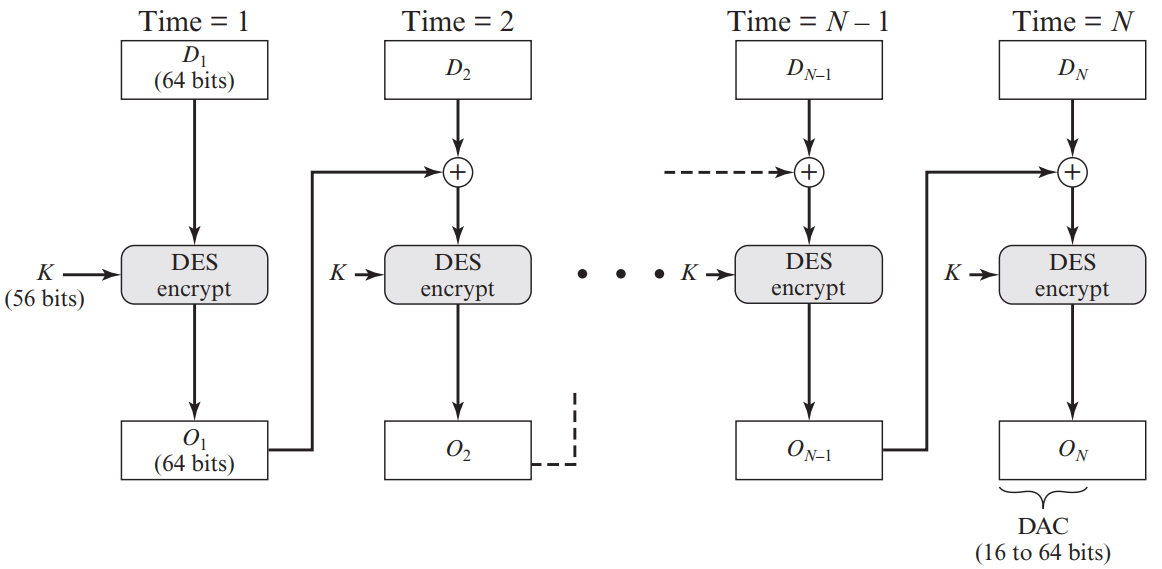 Time = 1
Time = 2
Time = N – 1
Time = N
D1
(64 bits)
D2
DN–1
DN
+
+
+
K
(56 bits)
DES
encrypt
K
DES
encrypt
K
DES
encrypt
K
DES
encrypt
O1
(64 bits)
O2
ON–1
ON
DAC
(16 to 64 bits)